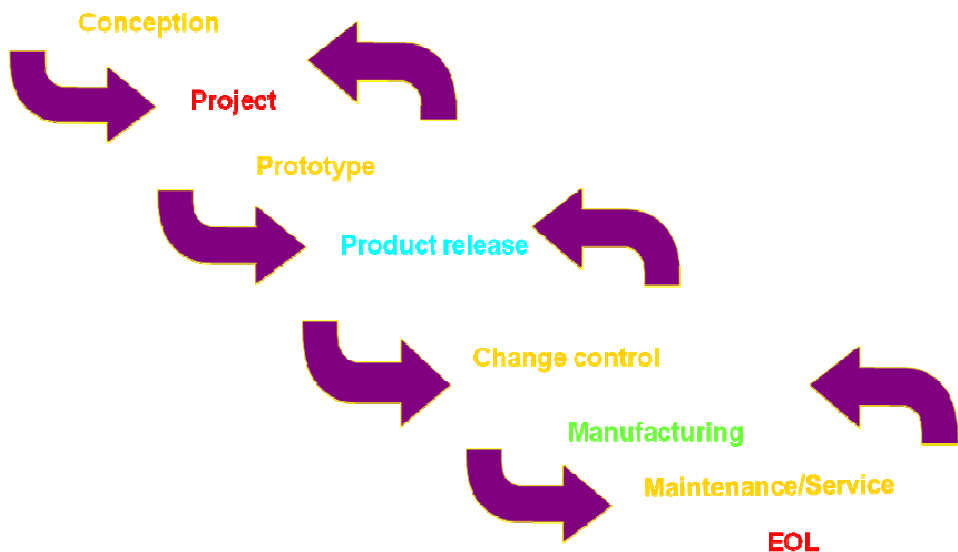 Conception
Project
Prototype
Product release
Change control
Manufacturing
Maintenance/Service
EOL